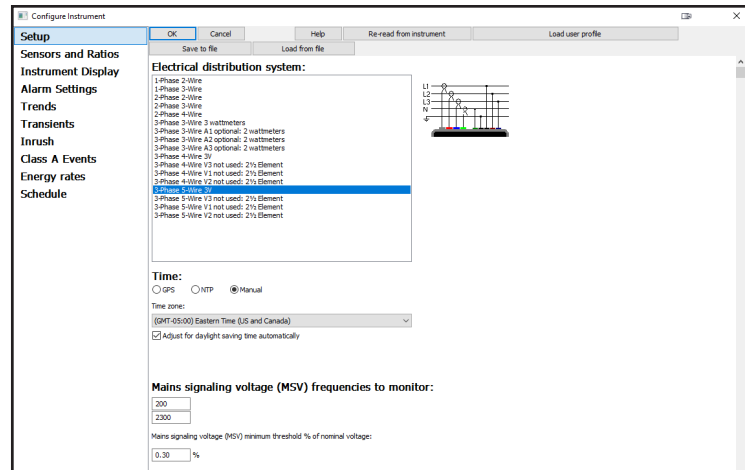 Configure Instrument
Setup
Sensors and Ratios
Instrument Display
Alarm Settings
Trends
Transients
Inrush
Class A Events
Energy rates
Schedule
OK Cancel Help Re-read from instrument Load user profile
Save to file Load from file
Electrical distribution system:
1-Phase 2-Wire
1-Phase 3-Wire
2-Phase 2-Wire
2-Phase 3-Wire
2-Phase 4-Wire
3-Phase 3-Wire 3 wattmeters
3-Phase 3-Wire A1 optional: 2 wattmeters
3-Phase 3-Wire A2 optional: 2 wattmeters
3-Phase 3-Wire A3 optional: 2 wattmeters
3-Phase 4-Wire 3V
3-Phase 4-Wire V3 not used: 2½ Element
3-Phase 4-Wire V1 not used: 2½ Element
3-Phase 4-Wire V2 not used: 2½ Element
3-Phase 5-Wire 3V
3-Phase 5-Wire V3 not used: 2½ Element
3-Phase 5-Wire V1 not used: 2½ Element
3-Phase 5-Wire V2 not used: 2½ Element
L1
L2
L3
N
Time:
GPS NTP Manual
Time zone:
(GMT-05:00) Eastern Time (US and Canada)
Adjust for daylight saving time automatically
Mains signaling voltage (MSV) frequencies to monitor:
200
2300
Mains signaling voltage (MSV) minimum threshold % of nominal voltage:
0.30 %